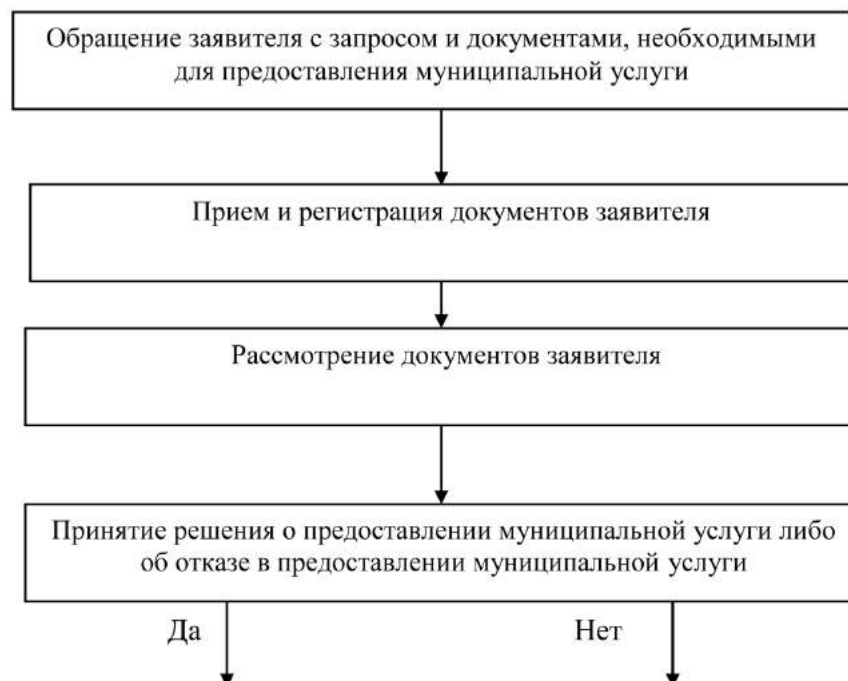 Обращение заявителя с запросом и документами, необходимыми
для предоставления муниципальной услуги
Прием и регистрация документов заявителя
Рассмотрение документов заявителя
Принятие решения о предоставлении муниципальной услуги либо
об отказе в предоставлении муниципальной услуги
Да
Нет